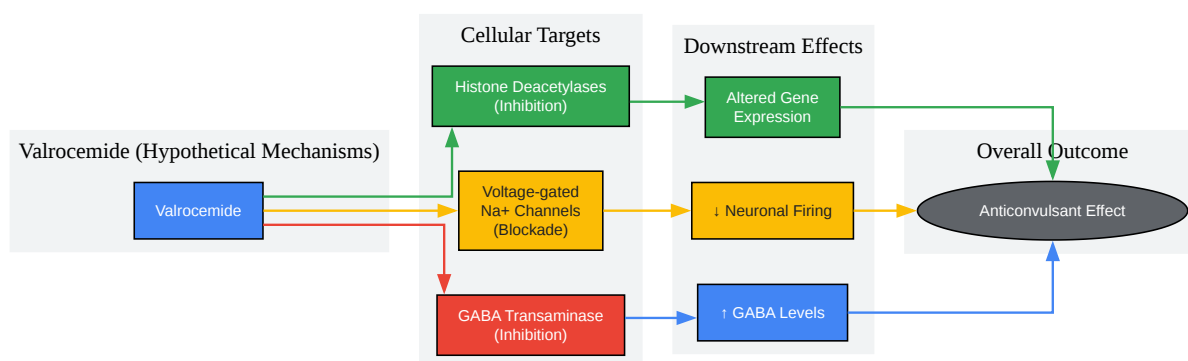 Cellular Targets
Downstream Effects
Histone Deacetylases
(Inhibition)
Altered Gene
Expression
Valrocemide (Hypothetical Mechanisms)
Overall Outcome
Valrocemide
Voltage-gated
Na+ Channels
(Blockade)
↓ Neuronal Firing
Anticonvulsant Effect
GABA Transaminase
(Inhibition)
↑ GABA Levels